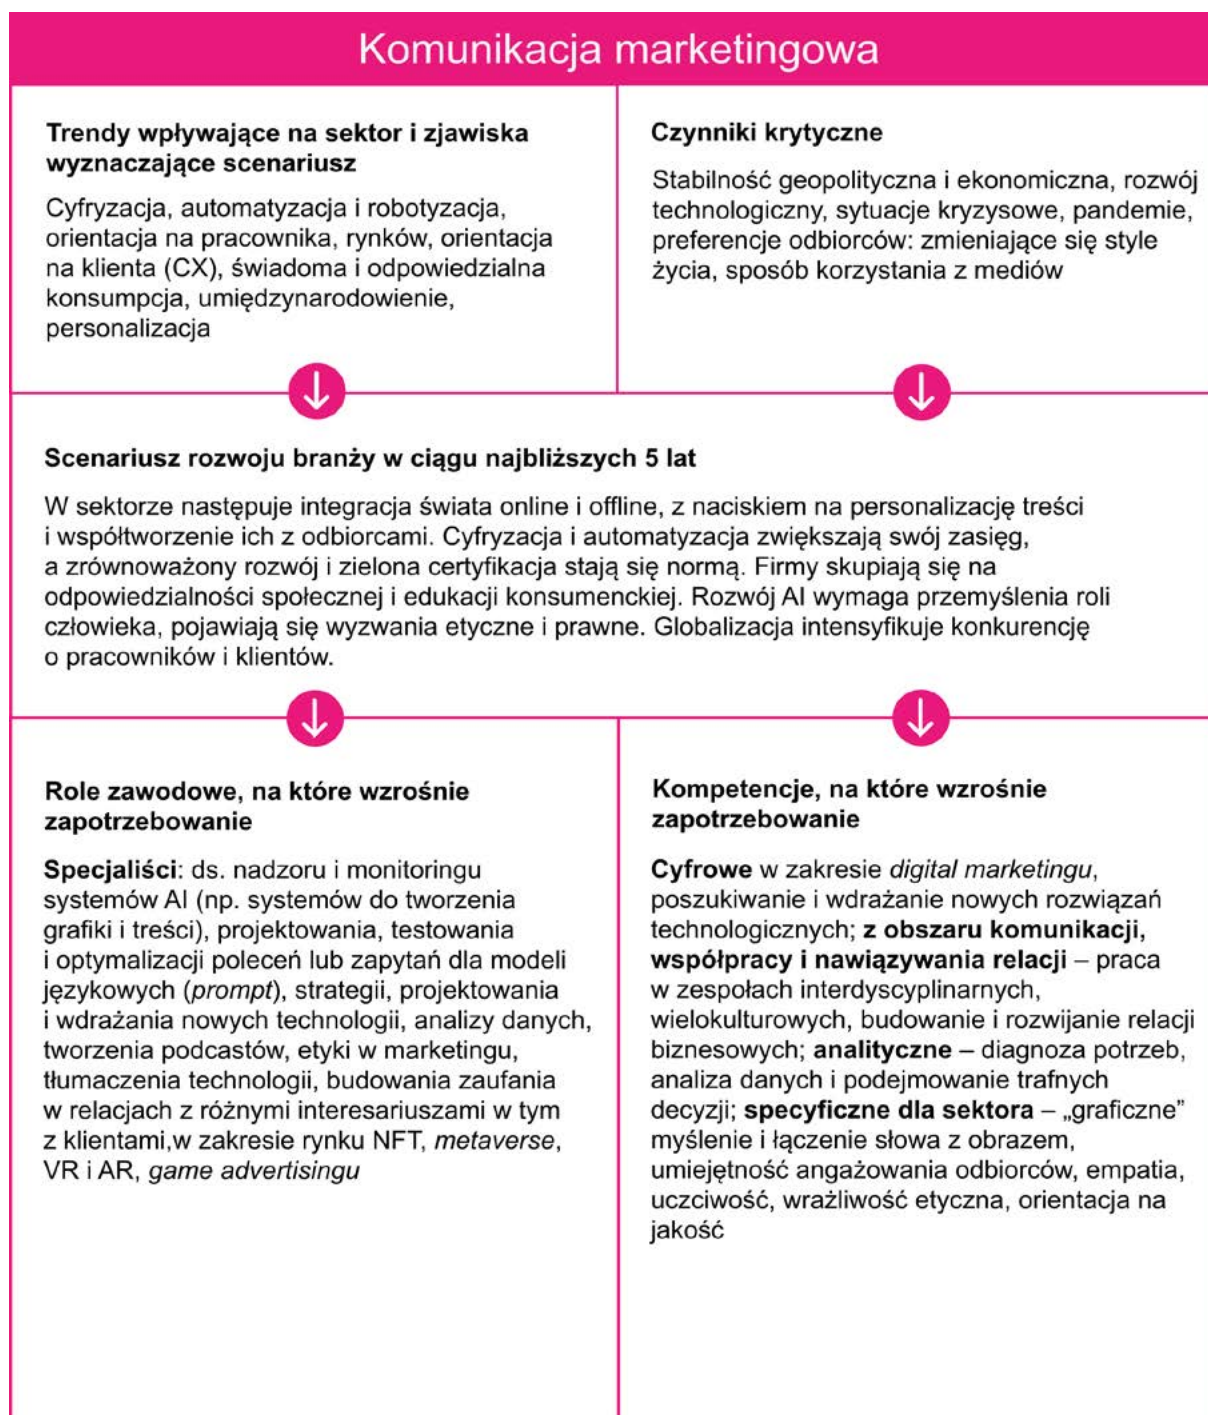 Komunikacja marketingowa
Trendy wpływające na sektor i zjawiska
wyznaczające scenariusz
Cyfryzacja, automatyzacja i robotyzacja,
orientacja na pracownika, rynków, orientacja
na klienta (CX), świadoma i odpowiedzialna
konsumpcja, umiędzynarodowienie,
personalizacja
Czynniki krytyczne
Stabilność geopolityczna i ekonomiczna, rozwój
technologiczny, sytuacje kryzysowe, pandemie,
preferencje odbiorców: zmieniające się style
życia, sposób korzystania z mediów
Scenariusz rozwoju branży w ciągu najbliższych 5 lat
W sektorze następuje integracja świata online i offline, z naciskiem na personalizację treści
i współtworzenie ich z odbiorcami. Cyfryzacja i automatyzacja zwiększają swój zasięg,
a zrównoważony rozwój i zielona certyfikacja stają się normą. Firmy skupiają się na
odpowiedzialności społecznej i edukacji konsumenckiej. Rozwój AI wymaga przemyślenia roli
człowieka, pojawiają się wyzwania etyczne i prawne. Globalizacja intensyfikuje konkurencję
o pracowników i klientów.
Role zawodowe, na które wzrośnie
zapotrzebowanie
Specjaliści: ds. nadzoru i monitoringu
systemów AI (np. systemów do tworzenia
grafiki i treści), projektowania, testowania
i optymalizacji poleceń lub zapytań dla modeli
językowych (prompt), strategii, projektowania
i wdrażania nowych technologii, analizy danych,
tworzenia podcastów, etyki w marketingu,
tłumaczenia technologii, budowania zaufania
w relacjach z różnymi interesariuszami w tym
z klientami,w zakresie rynku NFT, metaverse,
VR i AR, game advertisingu
Kompetencje, na które wzrośnie
zapotrzebowanie
Cyfrowe w zakresie digital marketingu,
poszukiwanie i wdrażanie nowych rozwiązań
technologicznych; z obszaru komunikacji,
współpracy i nawiązywania relacji – praca
w zespołach interdyscyplinarnych,
wielokulturowych, budowanie i rozwijanie relacji
biznesowych; analityczne – diagnoza potrzeb,
analiza danych i podejmowanie trafnych
decyzji; specyficzne dla sektora – „graficzne”
myślenie i łączenie słowa z obrazem,
umiejętność angażowania odbiorców, empatia,
uczciwość, wrażliwość etyczna, orientacja na
jakość